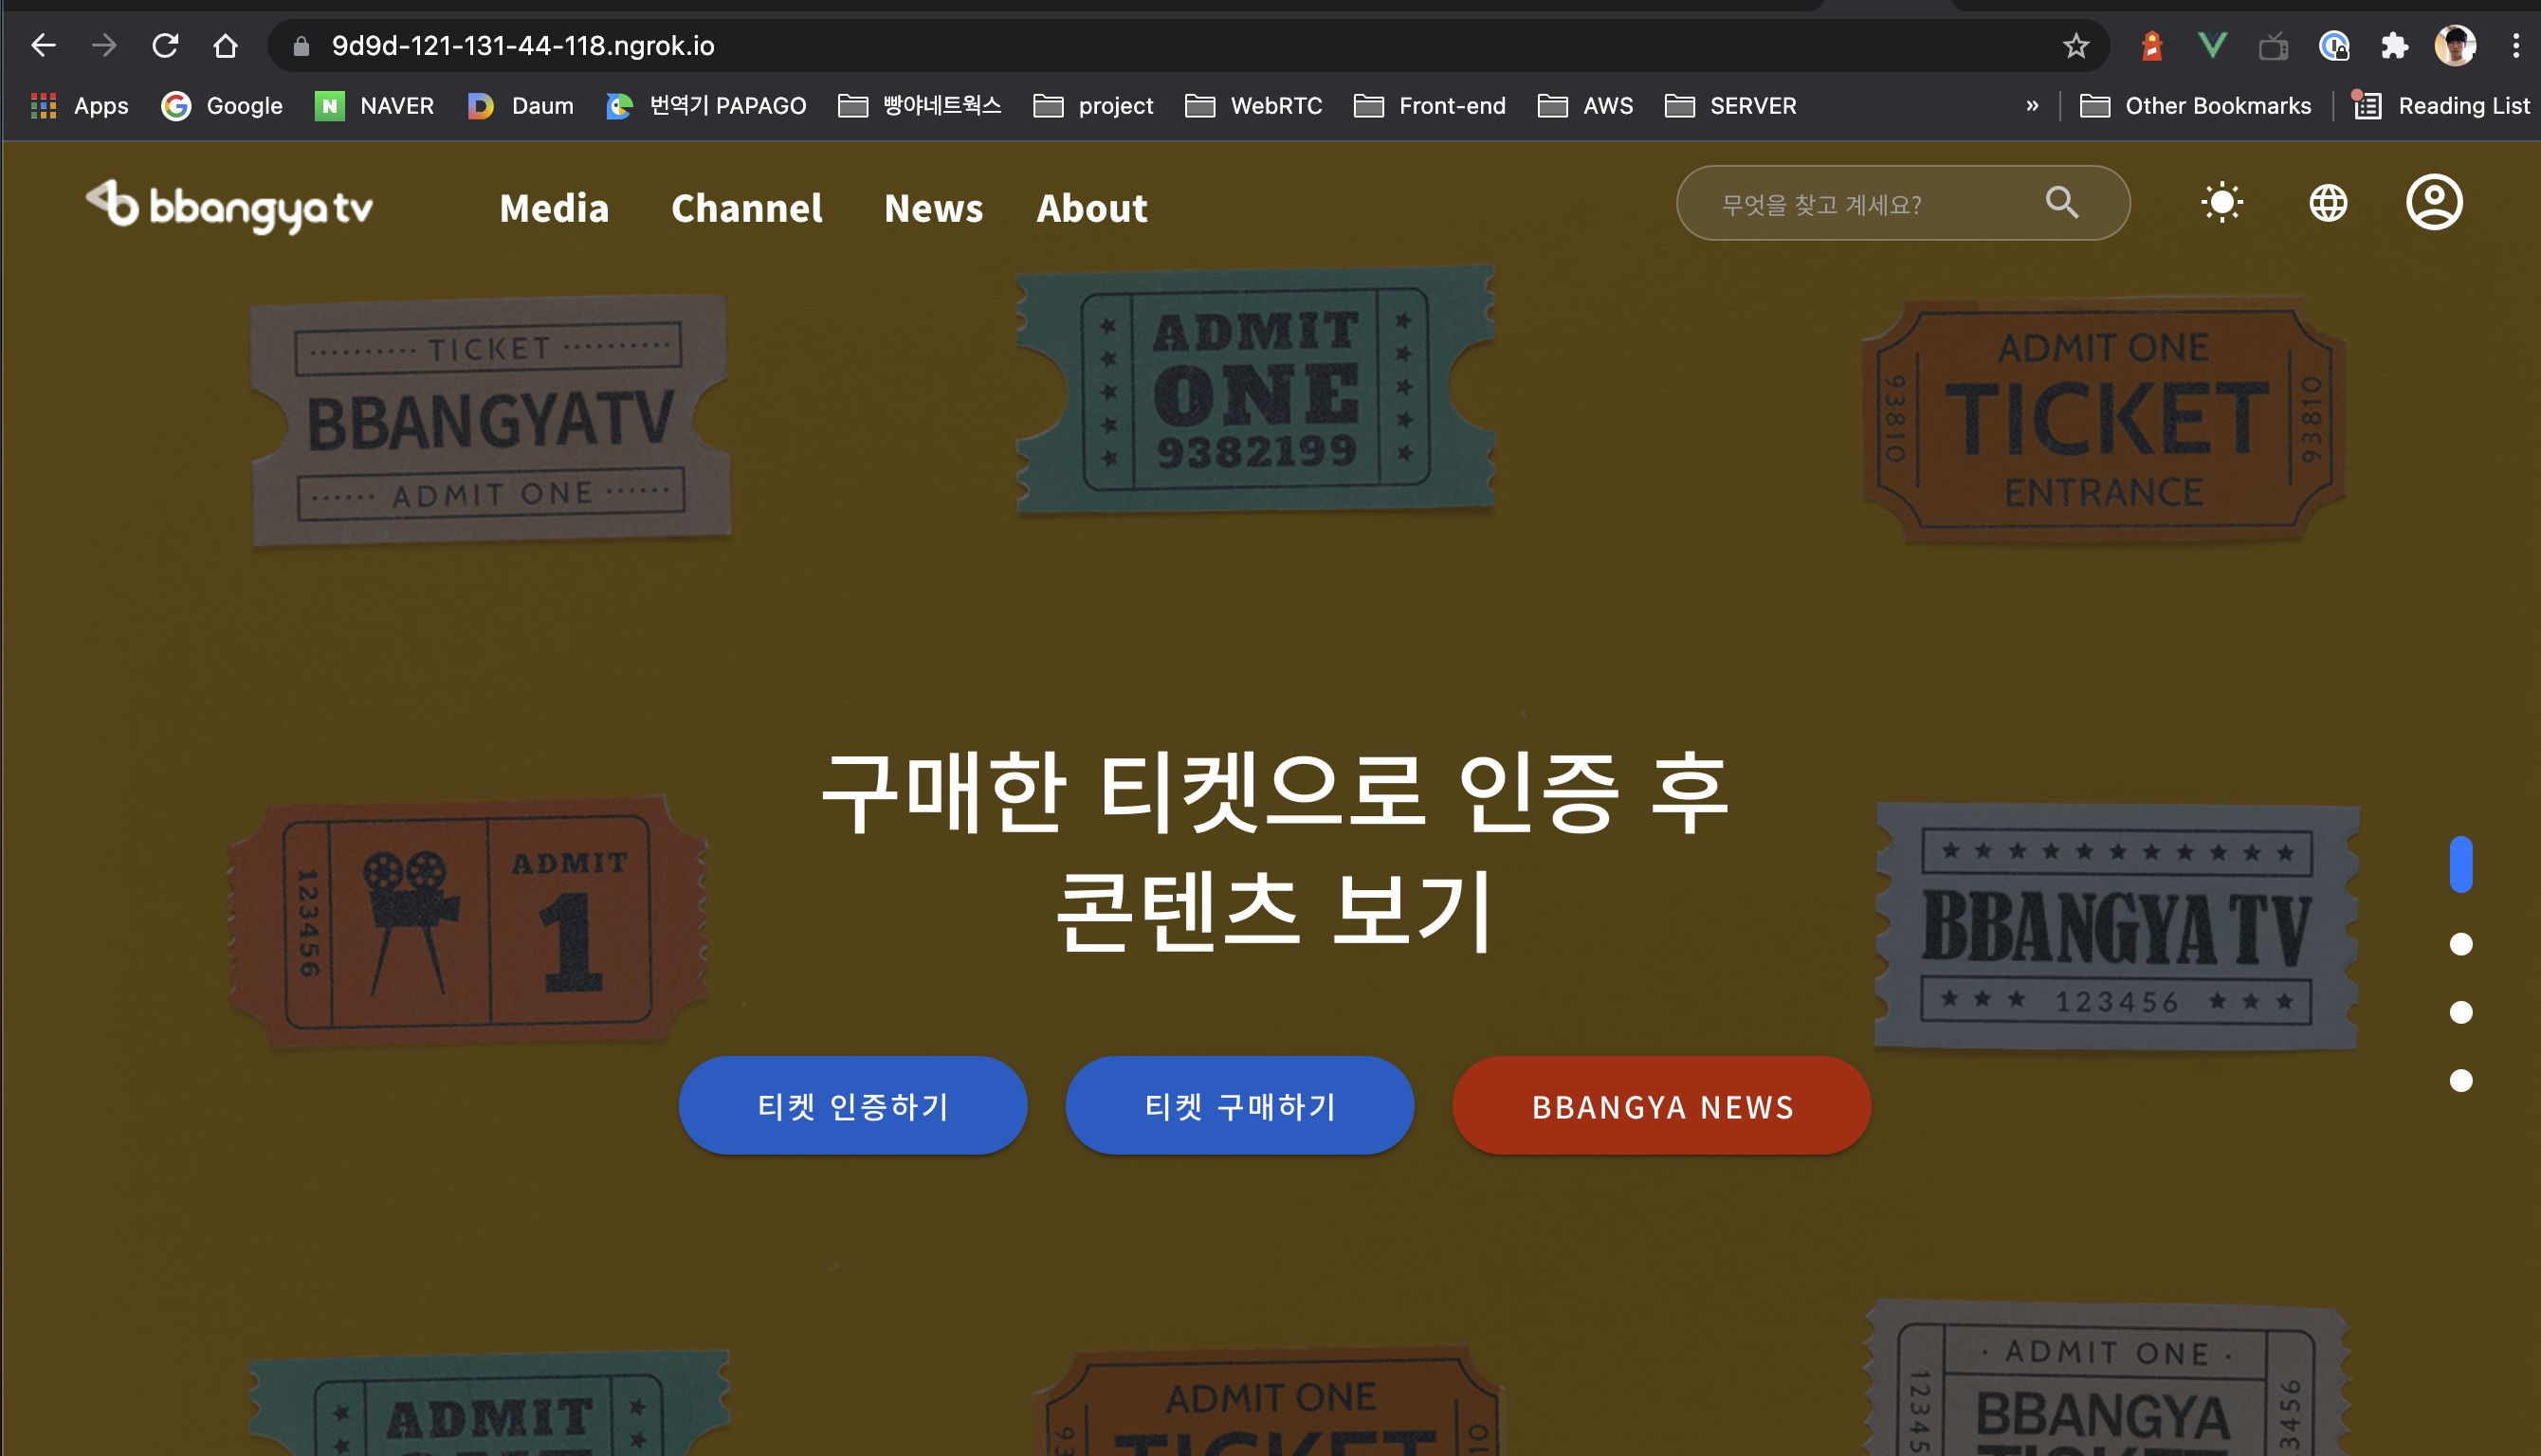 9d9d-121-131-44-118.ngrok.io
Apps Google NAVER Daum 번역기 PAPAGO 빵야네트웍스 project WebRTC Front-end AWS SERVER » Other Bookmarks Reading List
bbangyatv Media Channel News About 무엇을 찾고 계세요?
TICKET
BBANGYATV
ADMIT ONE
ADMIT
ONE
9382199
ADMIT ONE
93810 TICKET 93810
ENTRANCE
구매한 티켓으로 인증 후
콘텐츠 보기
123456
ADMIT
1
BBANGYA TV
123456
티켓 인증하기 티켓 구매하기 BBANGYA NEWS
ADMIT
ADMIT ONE
TICKET
· ADMIT ONE ·
BBANGYA
TICKET